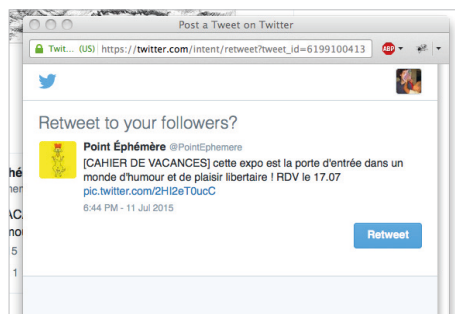 Post a Tweet on Twitter
Twit... (US) https://twitter.com/intent/retweet?tweet_id=6199100413
ABP
Retweet to your followers?
Point Éphémère @PointEphemere
[CAHIER DE VACANCES] cette expo est la porte d'entrée dans un
monde d'humour et de plaisir libertaire ! RDV le 17.07
pic.twitter.com/2HI2eT0ucC
6:44 PM - 11 Jul 2015
Retweet
5
1